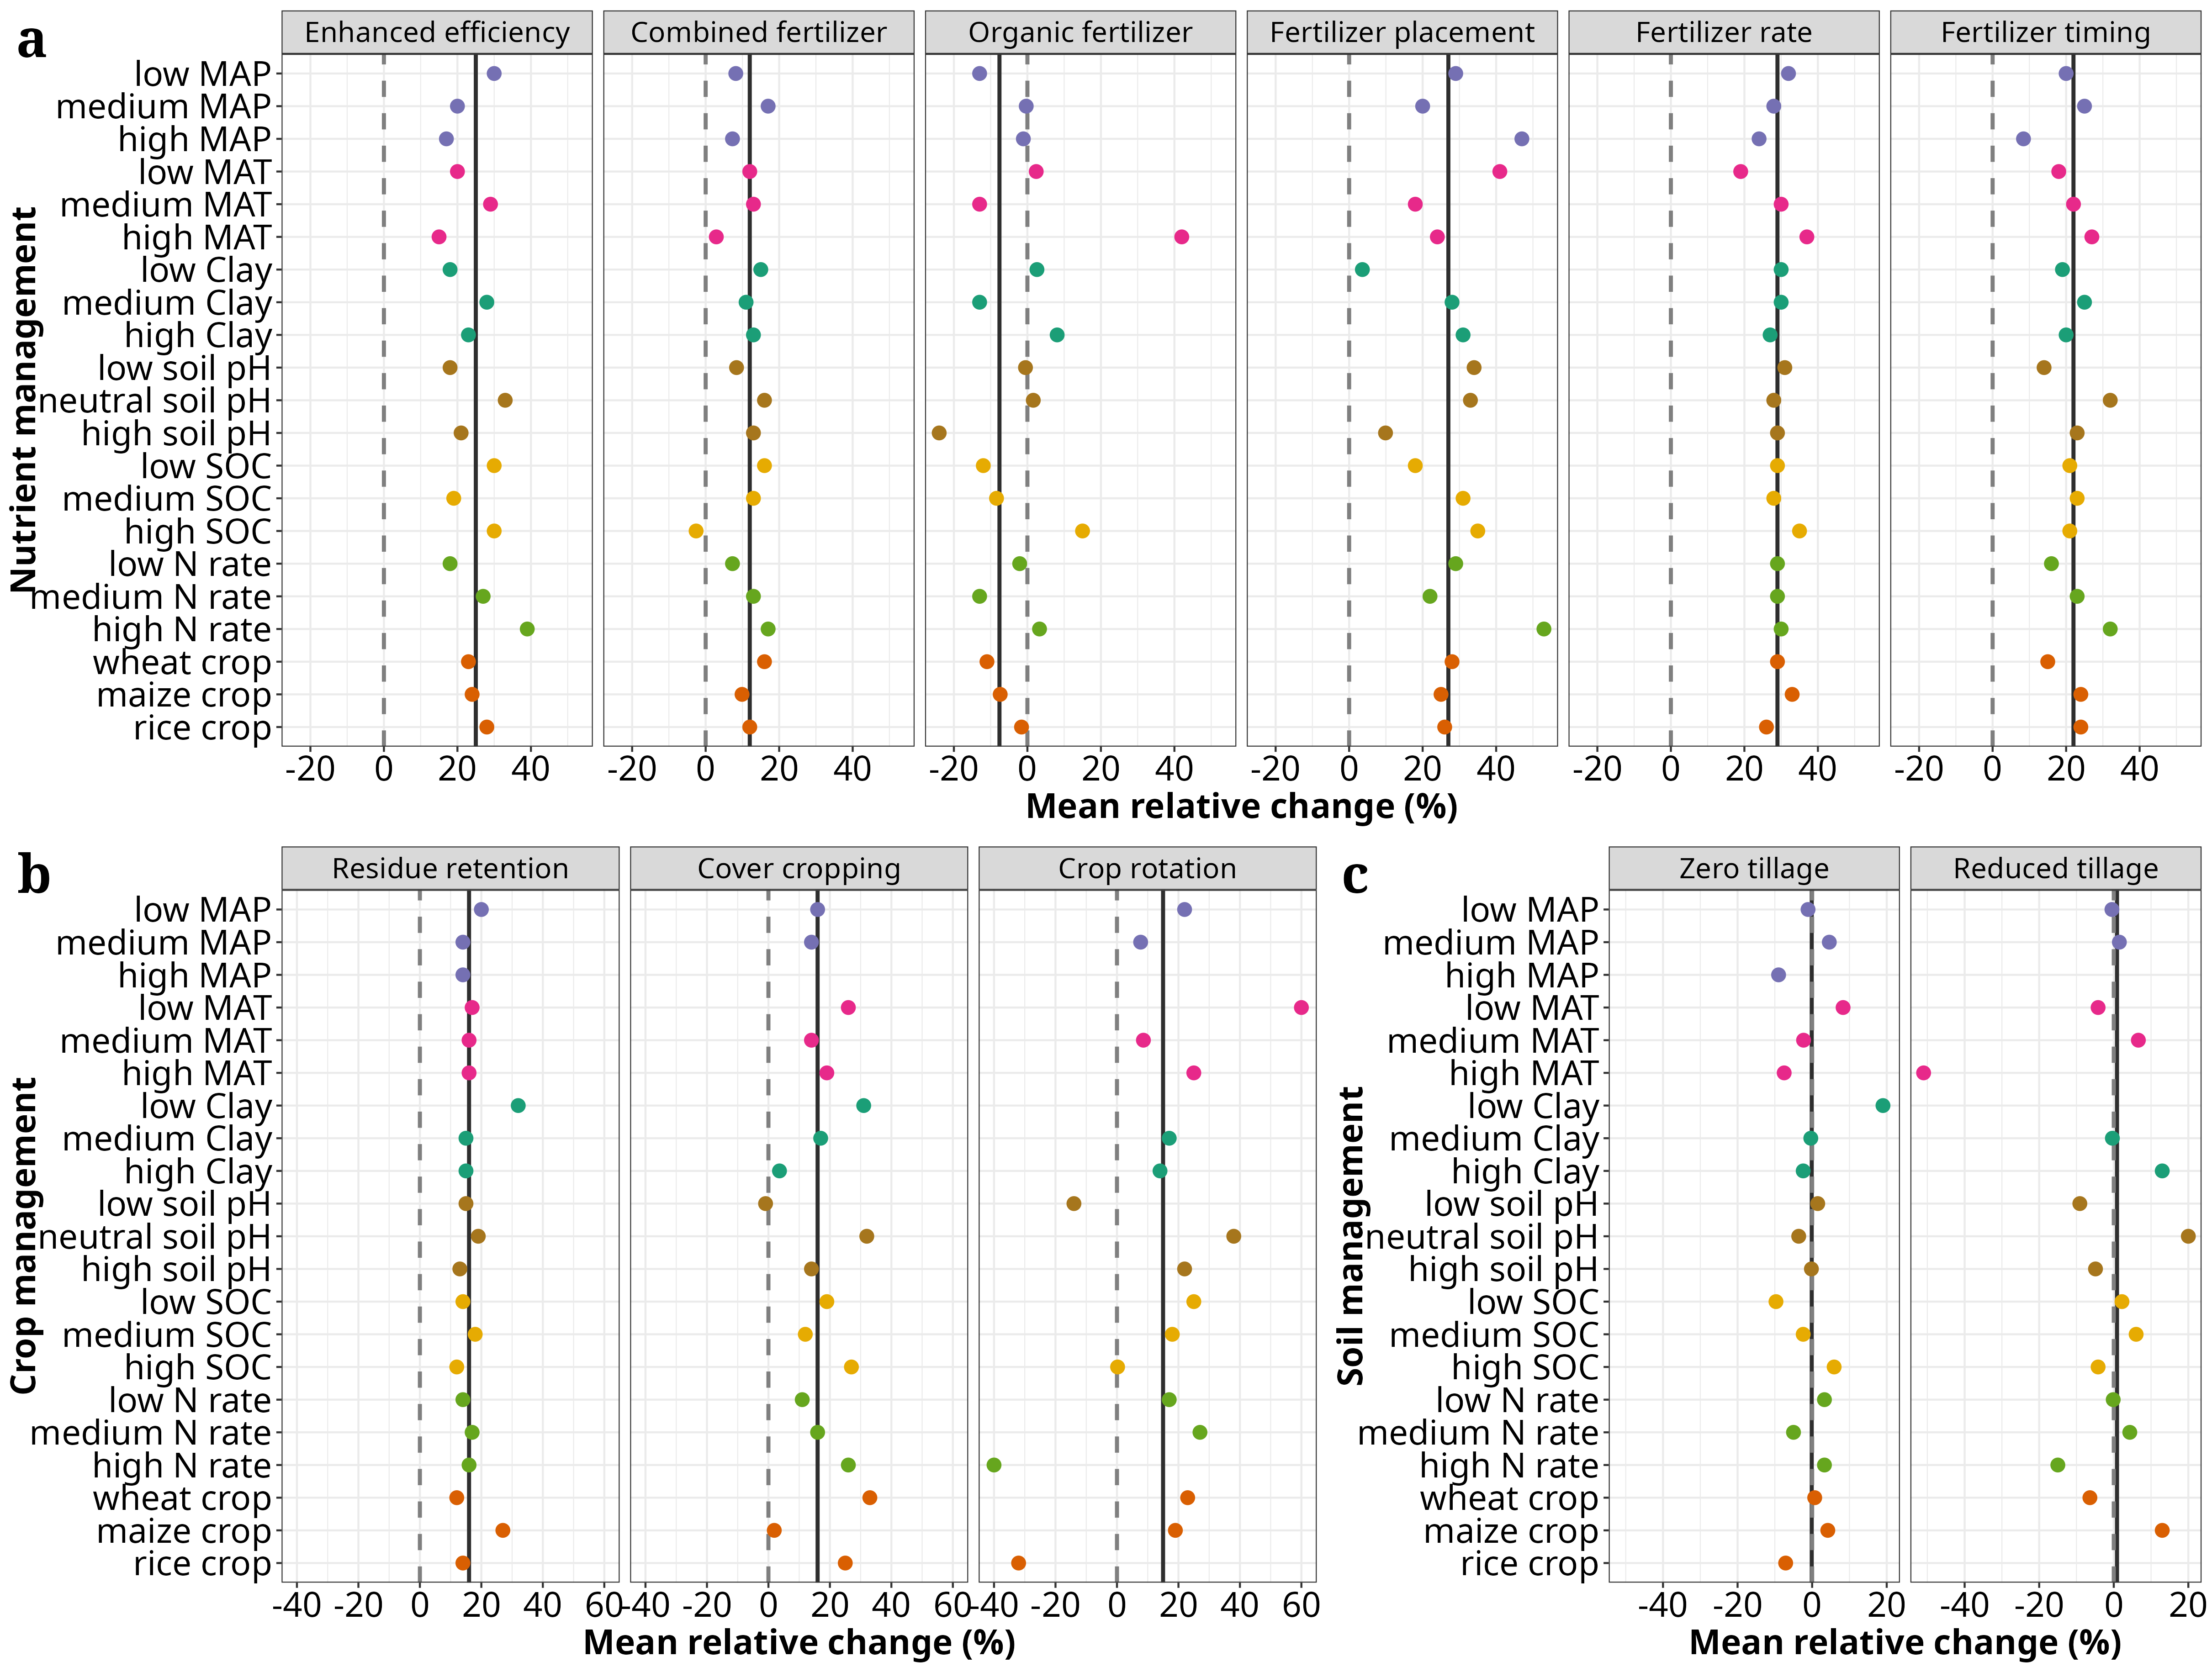 a
Enhanced efficiency Combined fertilizer Organic fertilizer Fertilizer placement Fertilizer rate Fertilizer timing
Nutrient management
low MAP
medium MAP
high MAP
low MAT
medium MAT
high MAT
low Clay
medium Clay
high Clay
low soil pH
neutral soil pH
high soil pH
low SOC
medium SOC
high SOC
low N rate
medium N rate
high N rate
wheat crop
maize crop
rice crop
-20 0 20 40 -20 0 20 40 -20 0 20 40 -20 0 20 40 -20 0 20 40 -20 0 20 40
Mean relative change (%)
b
Residue retention Cover cropping Crop rotation
Crop management
low MAP
medium MAP
high MAP
low MAT
medium MAT
high MAT
low Clay
medium Clay
high Clay
low soil pH
neutral soil pH
high soil pH
low SOC
medium SOC
high SOC
low N rate
medium N rate
high N rate
wheat crop
maize crop
rice crop
-40 -20 0 20 40 60 -40 -20 0 20 40 60 -40 -20 0 20 40 60
Mean relative change (%)
c
Zero tillage Reduced tillage
Soil management
low MAP
medium MAP
high MAP
low MAT
medium MAT
high MAT
low Clay
medium Clay
high Clay
low soil pH
neutral soil pH
high soil pH
low SOC
medium SOC
high SOC
low N rate
medium N rate
high N rate
wheat crop
maize crop
rice crop
-40 -20 0 20 -40 -20 0 20
Mean relative change (%)